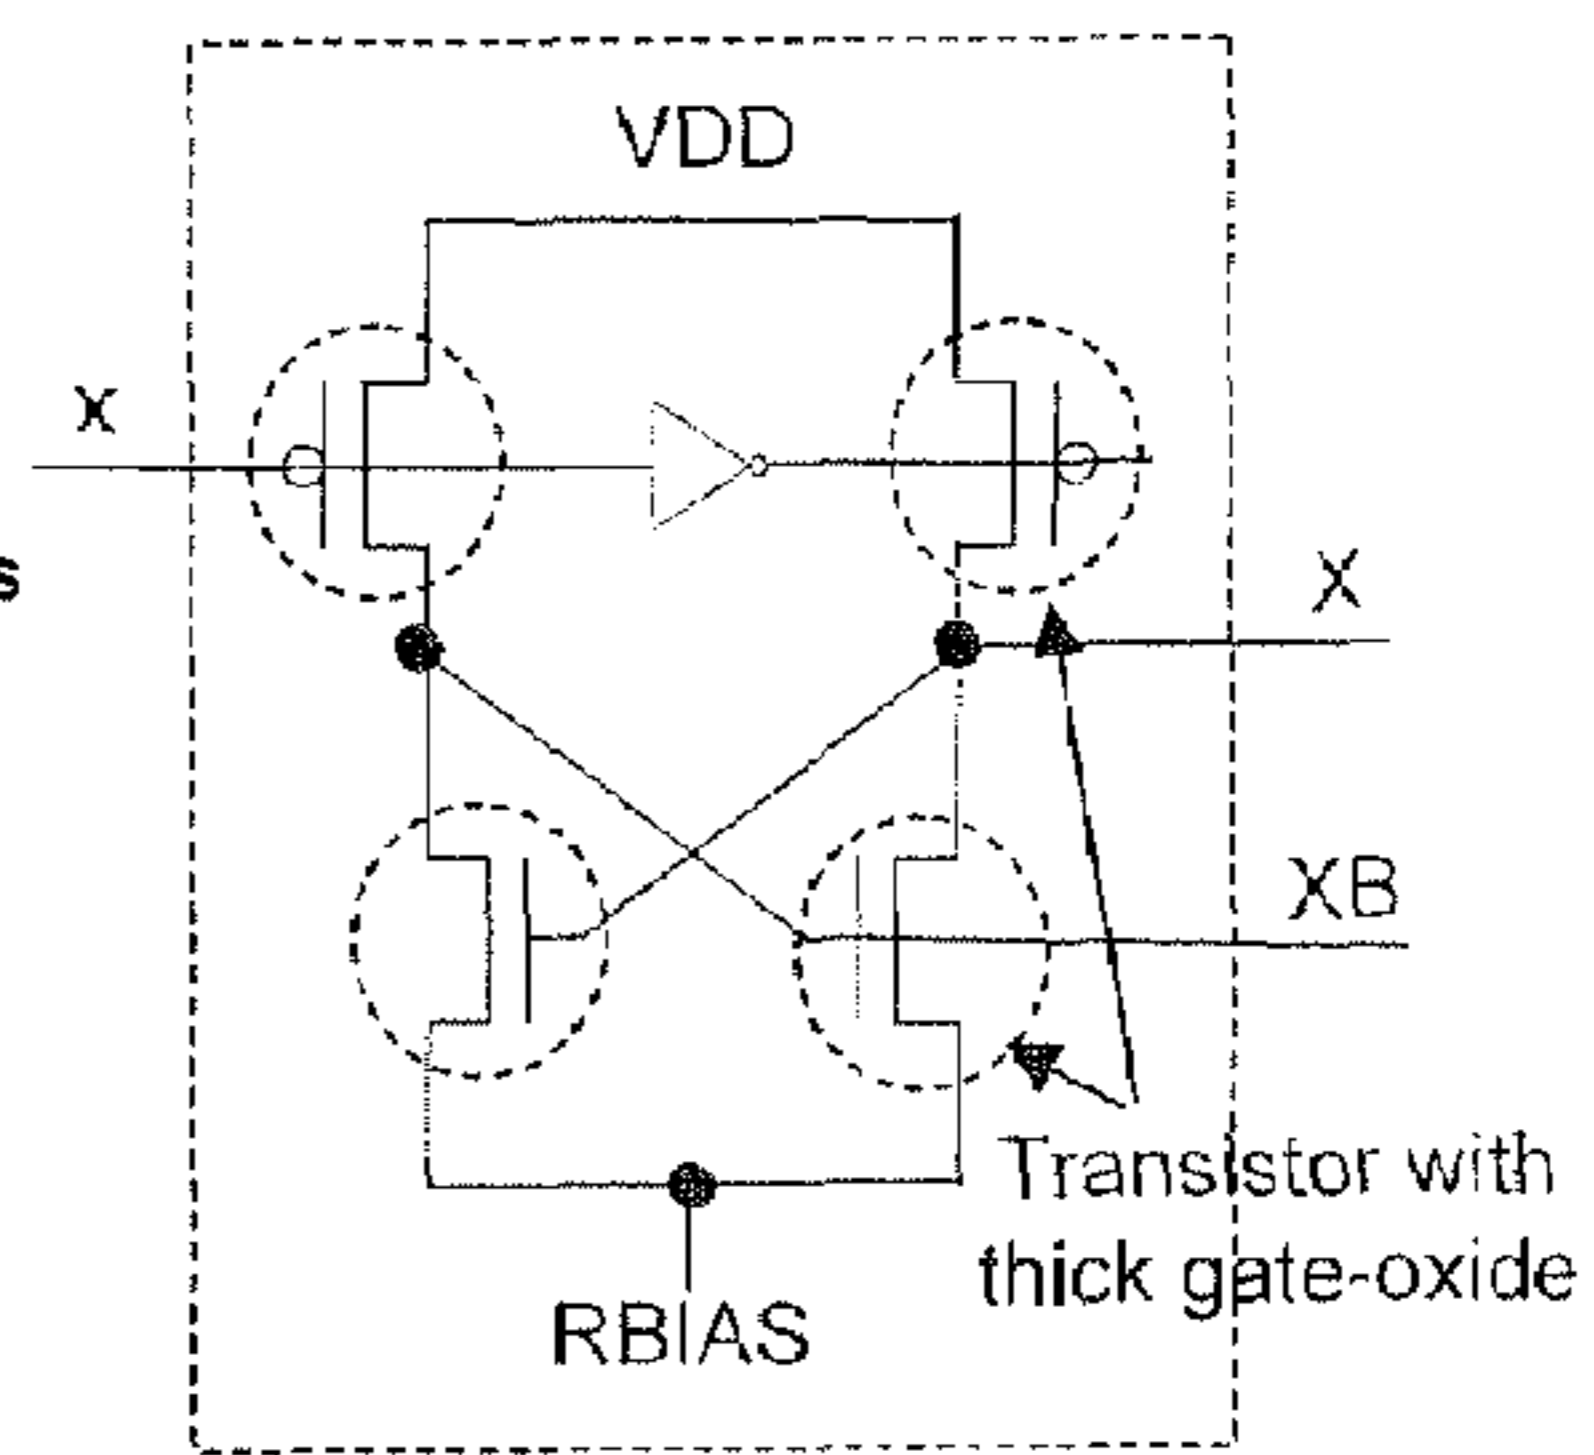 VDD
X
s
X
XB
Transistor with
thick gate-oxide
RBIAS